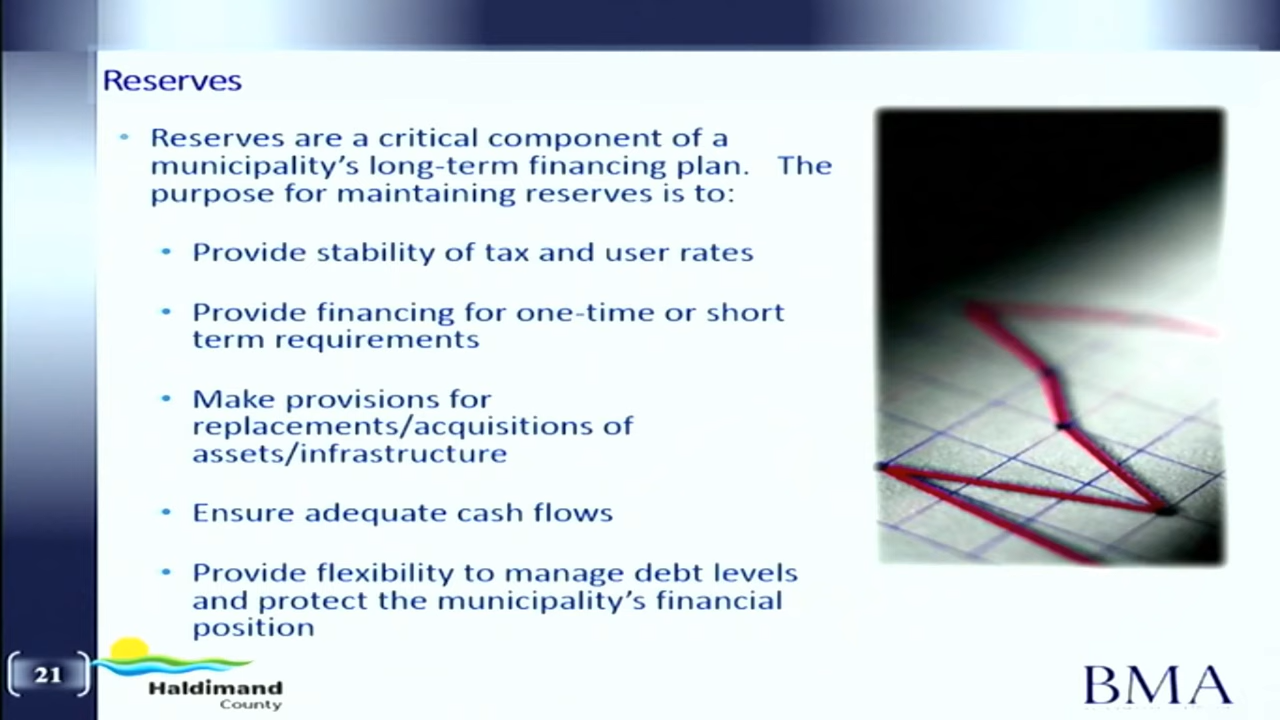 Reserves
• Reserves are a critical component of a
municipality's long-term financing plan. The
purpose for maintaining reserves is to:
• Provide stability of tax and user rates
• Provide financing for one-time or short
term requirements
• Make provisions for
replacements/acquisitions of
assets/infrastructure
• Ensure adequate cash flows
• Provide flexibility to manage debt levels
and protect the municipality's financial
position
21
Haldimand
County
BMA